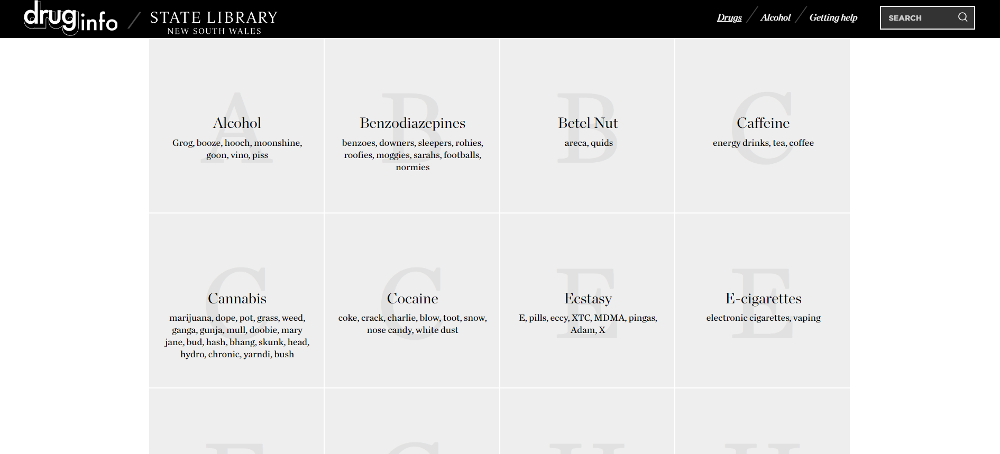 drug info
STATE LIBRARY
NEW SOUTH WALES
Drugs
Alcohol
Getting help
SEARCH
A
Alcohol
Grog, booze, hooch, moonshine,
goon, vino, piss
B
Benzodiazepines
benzoes, downers, sleepers, rohies,
roofies, moggies, sarahs, footballs,
normies
B
Betel Nut
areca, quids
C
Caffeine
energy drinks, tea, coffee
C
Cannabis
marijuana, dope, pot, grass, weed,
ganga, gunja, mull, doobie, mary
jane, bud, hash, bhang, skunk, head,
hydro, chronic, yarndi, bush
C
Cocaine
coke, crack, charlie, blow, toot, snow,
nose candy, white dust
E
Ecstasy
E, pills, eccy, XTC, MDMA, pingas,
Adam, X
E
E-cigarettes
electronic cigarettes, vaping